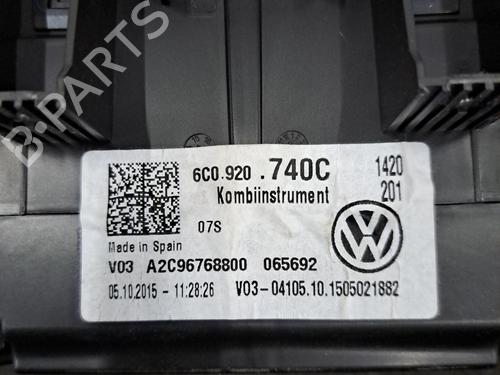 B-PARTS
6C0.920 .740C 1420
Kombiinstrument 201
07S
Made in Spain
V03 A2C96768800 065692
05.10.2015 - 11:28:26 V03-04105.10.1505021882